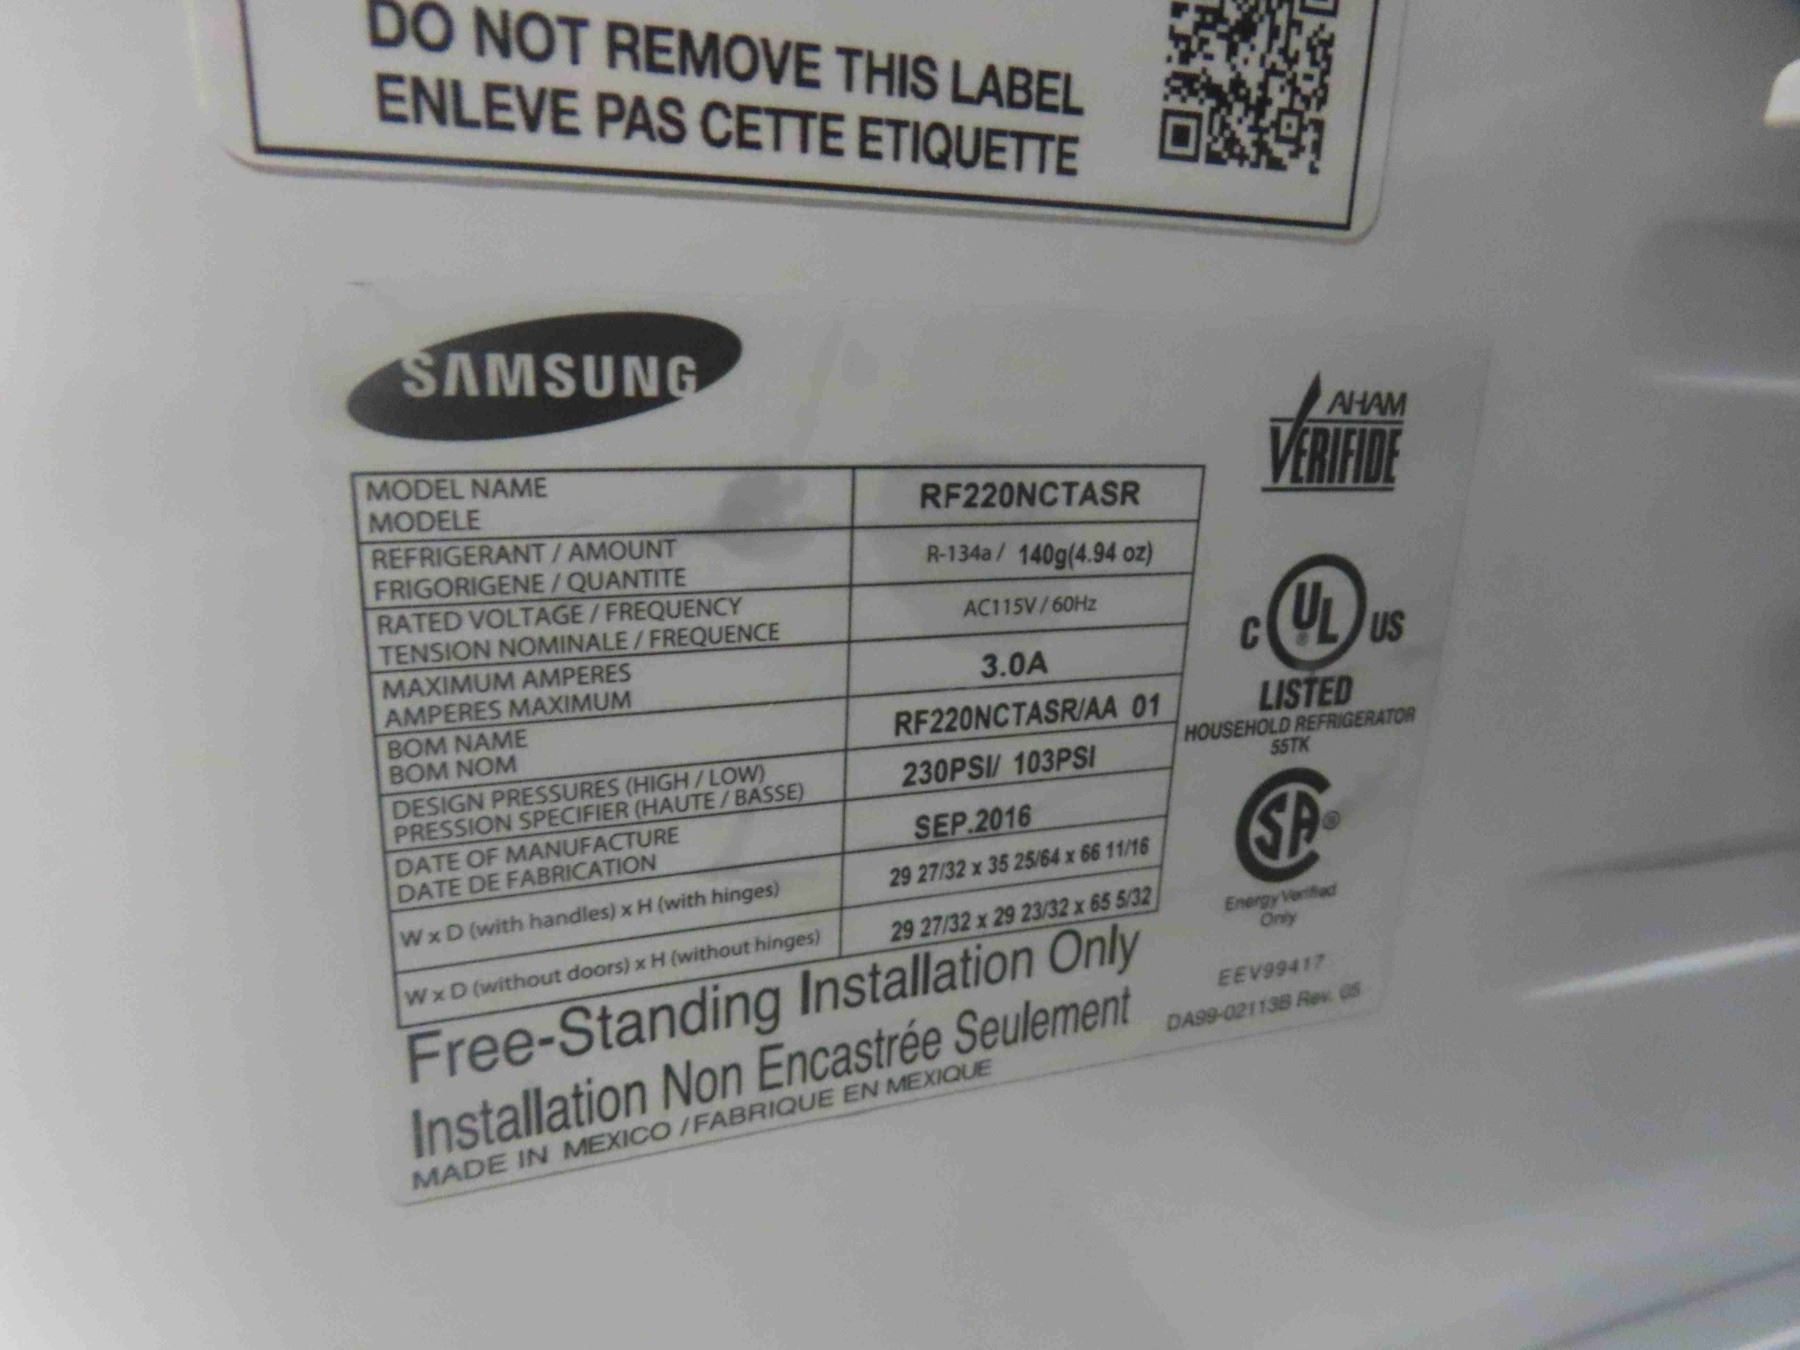 DO NOT REMOVE THIS LABEL
ENLEVE PAS CETTE ETIQUETTE
SAMSUNG
MODEL NAME
MODELE
RF220NCTASR
REFRIGERANT / AMOUNT
FRIGORIGENE / QUANTITE
R-134a / 140g(4.94 oz)
RATED VOLTAGE / FREQUENCY
TENSION NOMINALE / FREQUENCE
AC115V / 60Hz
MAXIMUM AMPERES
AMPERES MAXIMUM
3.0A
BOM NAME
BOM NOM
RF220NCTASR/AA 01
DESIGN PRESSURES (HIGH / LOW)
PRESSION SPECIFIER (HAUTE / BASSE)
230PSI/ 103PSI
DATE OF MANUFACTURE
DATE DE FABRICATION
SEP.2016
W x D (with handles) x H (with hinges)
29 27/32 x 35 25/64 x 66 11/16
W x D (without doors) x H (without hinges)
29 27/32 x 29 23/32 x 65 5/32
Free-Standing Installation Only
Installation Non Encastrée Seulement
MADE IN MEXICO / FABRIQUE EN MEXIQUE
AHAM
VERIFIDE
C UL ® US
LISTED
HOUSEHOLD REFRIGERATOR
55TK
SA ®
Energy Verified
Only
EEV99417
DA99-02113B Rev. 05